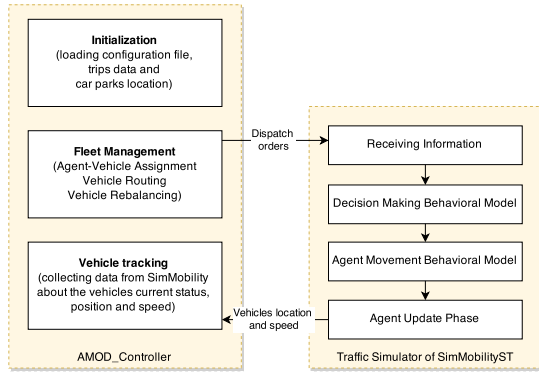 Initialization
(loading configuration file,
trips data and
car parks location)
Fleet Management
(Agent-Vehicle Assignment
Vehicle Routing
Vehicle Rebalancing)
Vehicle tracking
(collecting data from SimMobility
about the vehicles current status,
position and speed)
AMOD_Controller
Dispatch
orders
Vehicles location
and speed
Receiving Information
Decision Making Behavioral Model
Agent Movement Behavioral Model
Agent Update Phase
Traffic Simulator of SimMobilityST